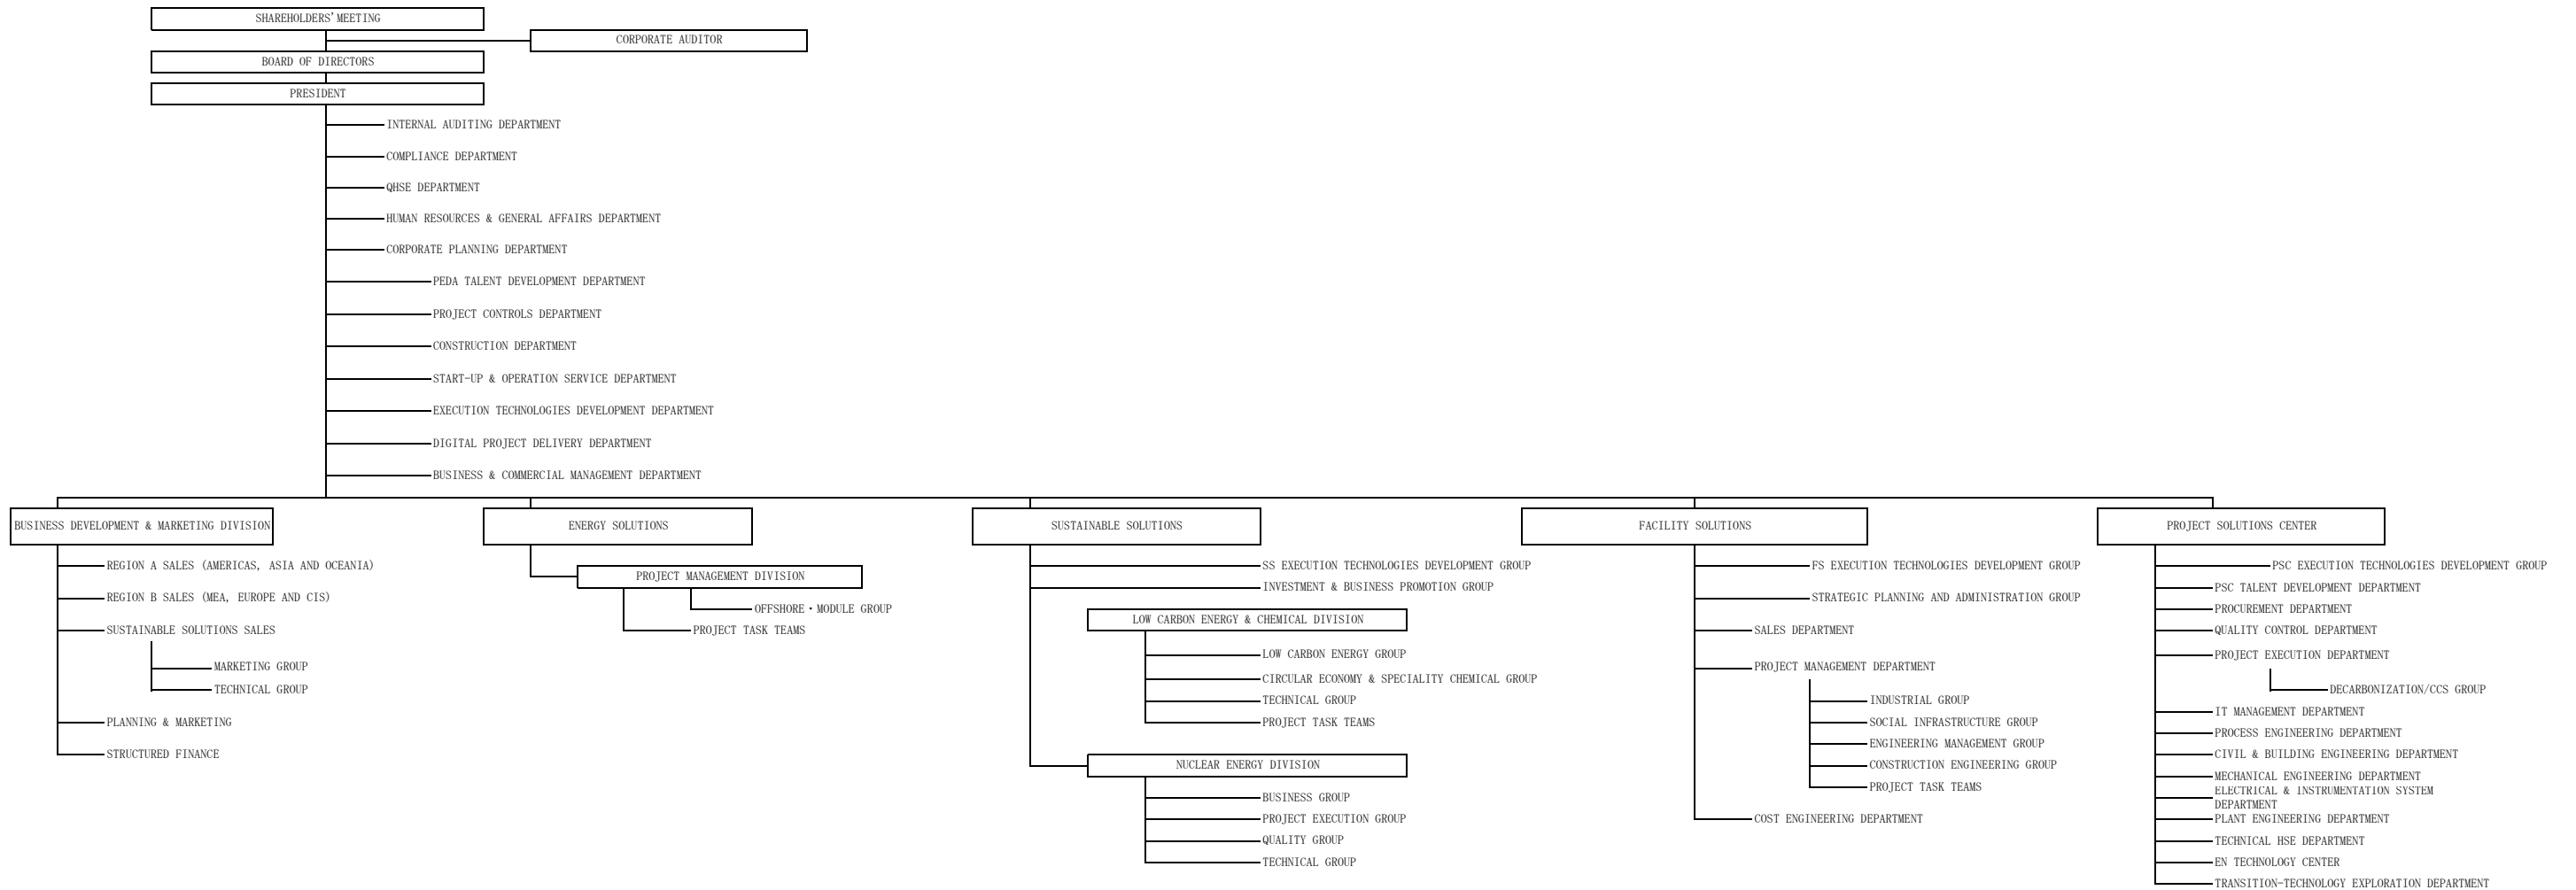 SHAREHOLDERS'MEETING
CORPORATE AUDITOR
BOARD OF DIRECTORS
PRESIDENT
INTERNAL AUDITING DEPARTMENT
COMPLIANCE DEPARTMENT
QHSE DEPARTMENT
HUMAN RESOURCES & GENERAL AFFAIRS DEPARTMENT
CORPORATE PLANNING DEPARTMENT
PEDA TALENT DEVELOPMENT DEPARTMENT
PROJECT CONTROLS DEPARTMENT
CONSTRUCTION DEPARTMENT
START-UP & OPERATION SERVICE DEPARTMENT
EXECUTION TECHNOLOGIES DEVELOPMENT DEPARTMENT
DIGITAL PROJECT DELIVERY DEPARTMENT
BUSINESS & COMMERCIAL MANAGEMENT DEPARTMENT
BUSINESS DEVELOPMENT & MARKETING DIVISION
REGION A SALES (AMERICAS, ASIA AND OCEANIA)
REGION B SALES (MEA, EUROPE AND CIS)
SUSTAINABLE SOLUTIONS SALES
MARKETING GROUP
TECHNICAL GROUP
PLANNING & MARKETING
STRUCTURED FINANCE
ENERGY SOLUTIONS
PROJECT MANAGEMENT DIVISION
OFFSHORE・MODULE GROUP
PROJECT TASK TEAMS
SUSTAINABLE SOLUTIONS
SS EXECUTION TECHNOLOGIES DEVELOPMENT GROUP
INVESTMENT & BUSINESS PROMOTION GROUP
LOW CARBON ENERGY & CHEMICAL DIVISION
LOW CARBON ENERGY GROUP
CIRCULAR ECONOMY & SPECIALITY CHEMICAL GROUP
TECHNICAL GROUP
PROJECT TASK TEAMS
NUCLEAR ENERGY DIVISION
BUSINESS GROUP
PROJECT EXECUTION GROUP
QUALITY GROUP
TECHNICAL GROUP
FACILITY SOLUTIONS
FS EXECUTION TECHNOLOGIES DEVELOPMENT GROUP
STRATEGIC PLANNING AND ADMINISTRATION GROUP
SALES DEPARTMENT
PROJECT MANAGEMENT DEPARTMENT
INDUSTRIAL GROUP
SOCIAL INFRASTRUCTURE GROUP
ENGINEERING MANAGEMENT GROUP
CONSTRUCTION ENGINEERING GROUP
PROJECT TASK TEAMS
COST ENGINEERING DEPARTMENT
PROJECT SOLUTIONS CENTER
PSC EXECUTION TECHNOLOGIES DEVELOPMENT GROUP
PSC TALENT DEVELOPMENT DEPARTMENT
PROCUREMENT DEPARTMENT
QUALITY CONTROL DEPARTMENT
PROJECT EXECUTION DEPARTMENT
DECARBONIZATION/CCS GROUP
IT MANAGEMENT DEPARTMENT
PROCESS ENGINEERING DEPARTMENT
CIVIL & BUILDING ENGINEERING DEPARTMENT
MECHANICAL ENGINEERING DEPARTMENT
ELECTRICAL & INSTRUMENTATION SYSTEM
DEPARTMENT
PLANT ENGINEERING DEPARTMENT
TECHNICAL HSE DEPARTMENT
EN TECHNOLOGY CENTER
TRANSITION-TECHNOLOGY EXPLORATION DEPARTMENT